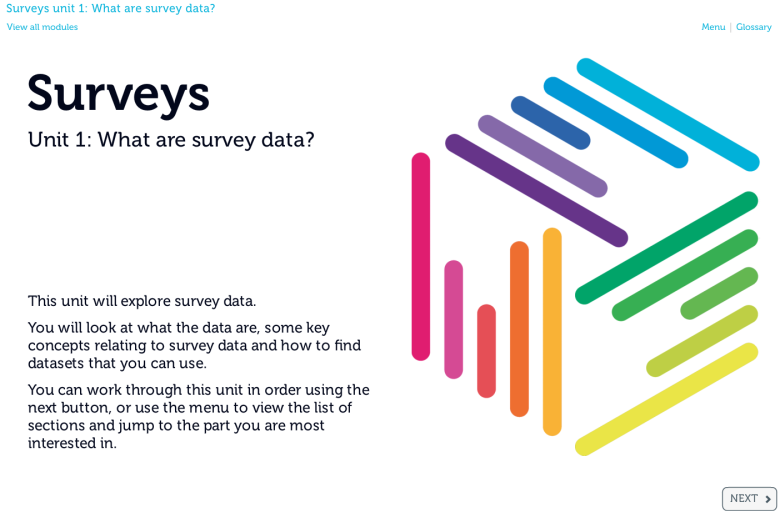 Surveys unit 1: What are survey data?
View all modules
Menu | Glossary
Surveys
Unit 1: What are survey data?
This unit will explore survey data.
You will look at what the data are, some key
concepts relating to survey data and how to find
datasets that you can use.
You can work through this unit in order using the
next button, or use the menu to view the list of
sections and jump to the part you are most
interested in.
NEXT